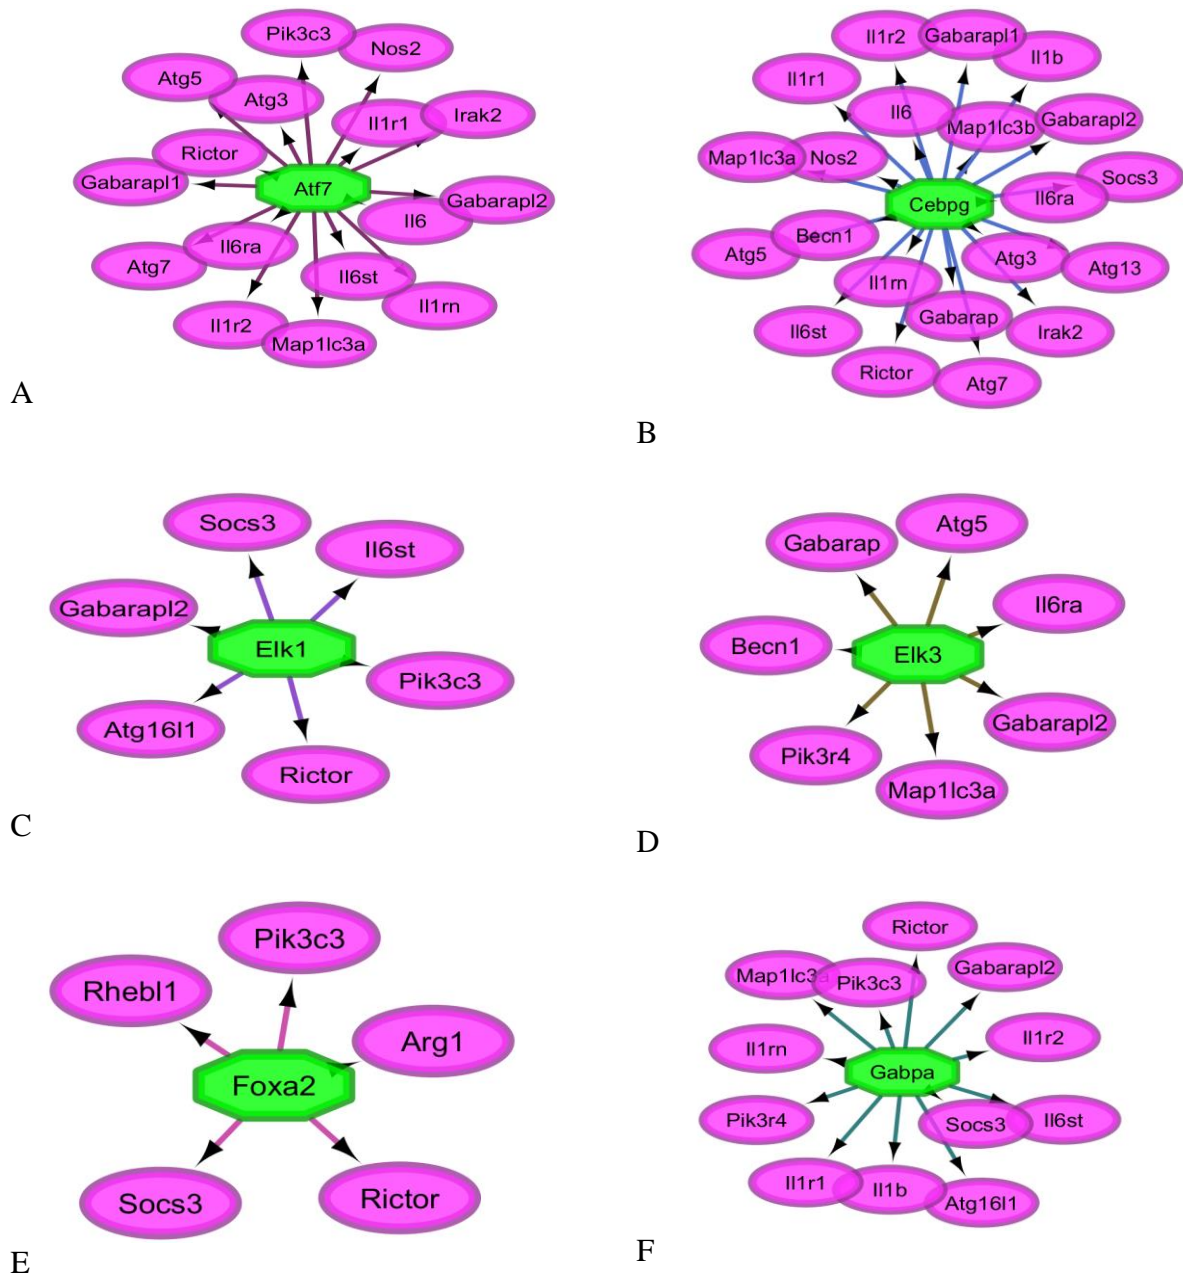 Pik3c3
Nos2
Atg5
Atg3
Il1r1
Irak2
Rictor
Gabarapl1
Atf7
Gabarapl2
Il6
Il6ra
Atg7
Il6st
Il1rn
Il1r2
Map1lc3a
A
Il1r2
Gabarapl1
Il1b
Il1r1
Il6
Map1lc3b
Gabarapl2
Map1lc3a
Nos2
Socs3
Il6ra
Cebpg
Becn1
Atg5
Atg3
Atg13
Il1rn
Gabarap
Il6st
Irak2
Rictor
Atg7
B
Socs3
Il6st
Gabarapl2
Elk1
Pik3c3
Atg16l1
Rictor
C
Atg5
Gabarap
Il6ra
Becn1
Elk3
Gabarapl2
Pik3r4
Map1lc3a
D
Pik3c3
Rhebl1
Arg1
Foxa2
Socs3
Rictor
E
Rictor
Map1lc3a
Pik3c3
Gabarapl2
Il1rn
Il1r2
Gabpa
Pik3r4
Socs3
Il6st
Il1r1
Il1b
Atg16l1
F